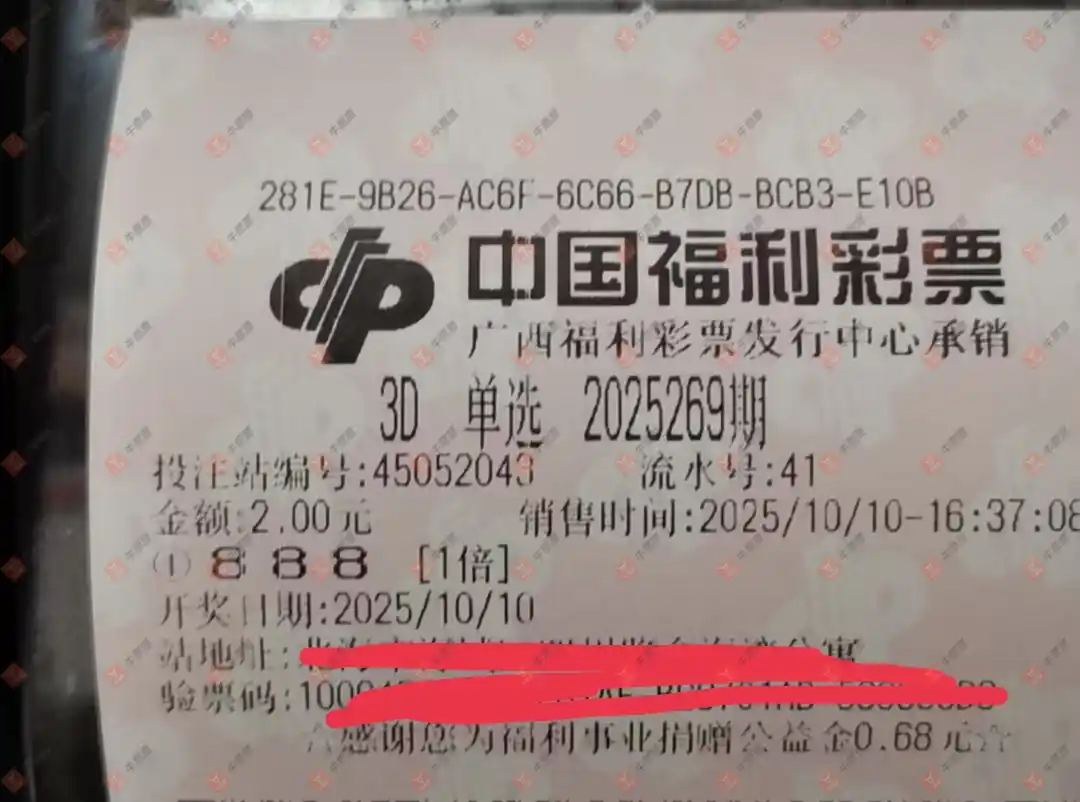 281E-9B26-AC6F-6C66-B7DB-BCB3-E10B
中国福利彩票
广西福利彩票发行中心承销
3D 单选 2025269期
投注站编号:45052043 流水号:41
金额:2.00元 销售时间:2025/10/10-16:37:08
① 8 8 8 [1倍]
开奖日期:2025/10/10
站地址:
验票码:100
感谢您为福利事业捐赠公益金0.68元